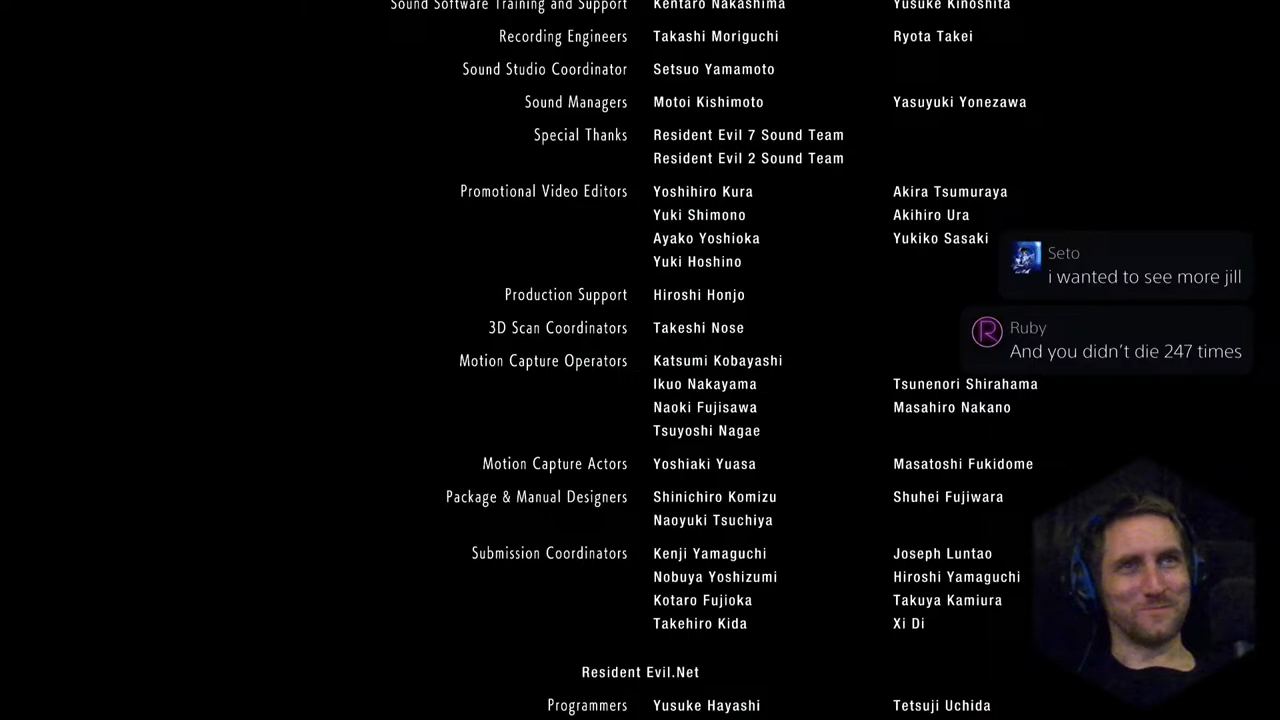 Sound Software Training and Support Kentaro Nakashima Yusuke Kinoshita
Recording Engineers Takashi Moriguchi Ryota Takei
Sound Studio Coordinator Setsuo Yamamoto
Sound Managers Motoi Kishimoto Yasuyuki Yonezawa
Special Thanks Resident Evil 7 Sound Team
Resident Evil 2 Sound Team
Promotional Video Editors Yoshihiro Kura Akira Tsumuraya
Yuki Shimono Akihiro Ura
Ayako Yoshioka Yukiko Sasaki
Yuki Hoshino
Seto
i wanted to see more jill
Production Support Hiroshi Honjo
3D Scan Coordinators Takeshi Nose
Ruby
And you didn't die 247 times
Motion Capture Operators Katsumi Kobayashi
Ikuo Nakayama Tsunenori Shirahama
Naoki Fujisawa Masahiro Nakano
Tsuyoshi Nagae
Motion Capture Actors Yoshiaki Yuasa Masatoshi Fukidome
Package & Manual Designers Shinichiro Komizu Shuhei Fujiwara
Naoyuki Tsuchiya
Submission Coordinators Kenji Yamaguchi Joseph Luntao
Nobuya Yoshizumi Hiroshi Yamaguchi
Kotaro Fujioka Takuya Kamiura
Takehiro Kida Xi Di
Resident Evil.Net
Programmers Yusuke Hayashi Tetsuji Uchida